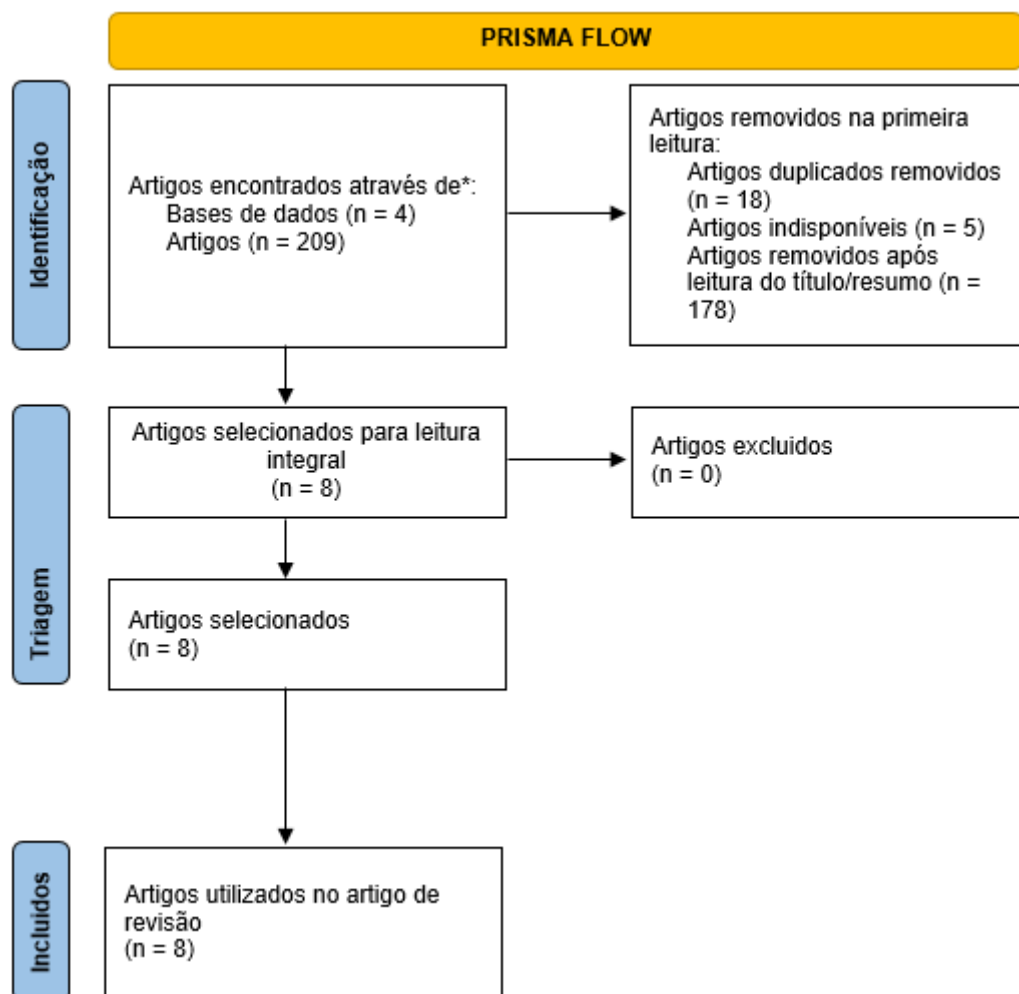 PRISMA FLOW
Identificação
Artigos encontrados através de*:
Bases de dados (n = 4)
Artigos (n = 209)
Artigos removidos na primeira
leitura:
Artigos duplicados removidos
(n = 18)
Artigos indisponíveis (n = 5)
Artigos removidos após
leitura do título/resumo (n =
178)
Triagem
Artigos selecionados para leitura
integral
(n = 8)
Artigos excluidos
(n = 0)
Artigos selecionados
(n = 8)
Incluidos
Artigos utilizados no artigo de
revisão
(n = 8)